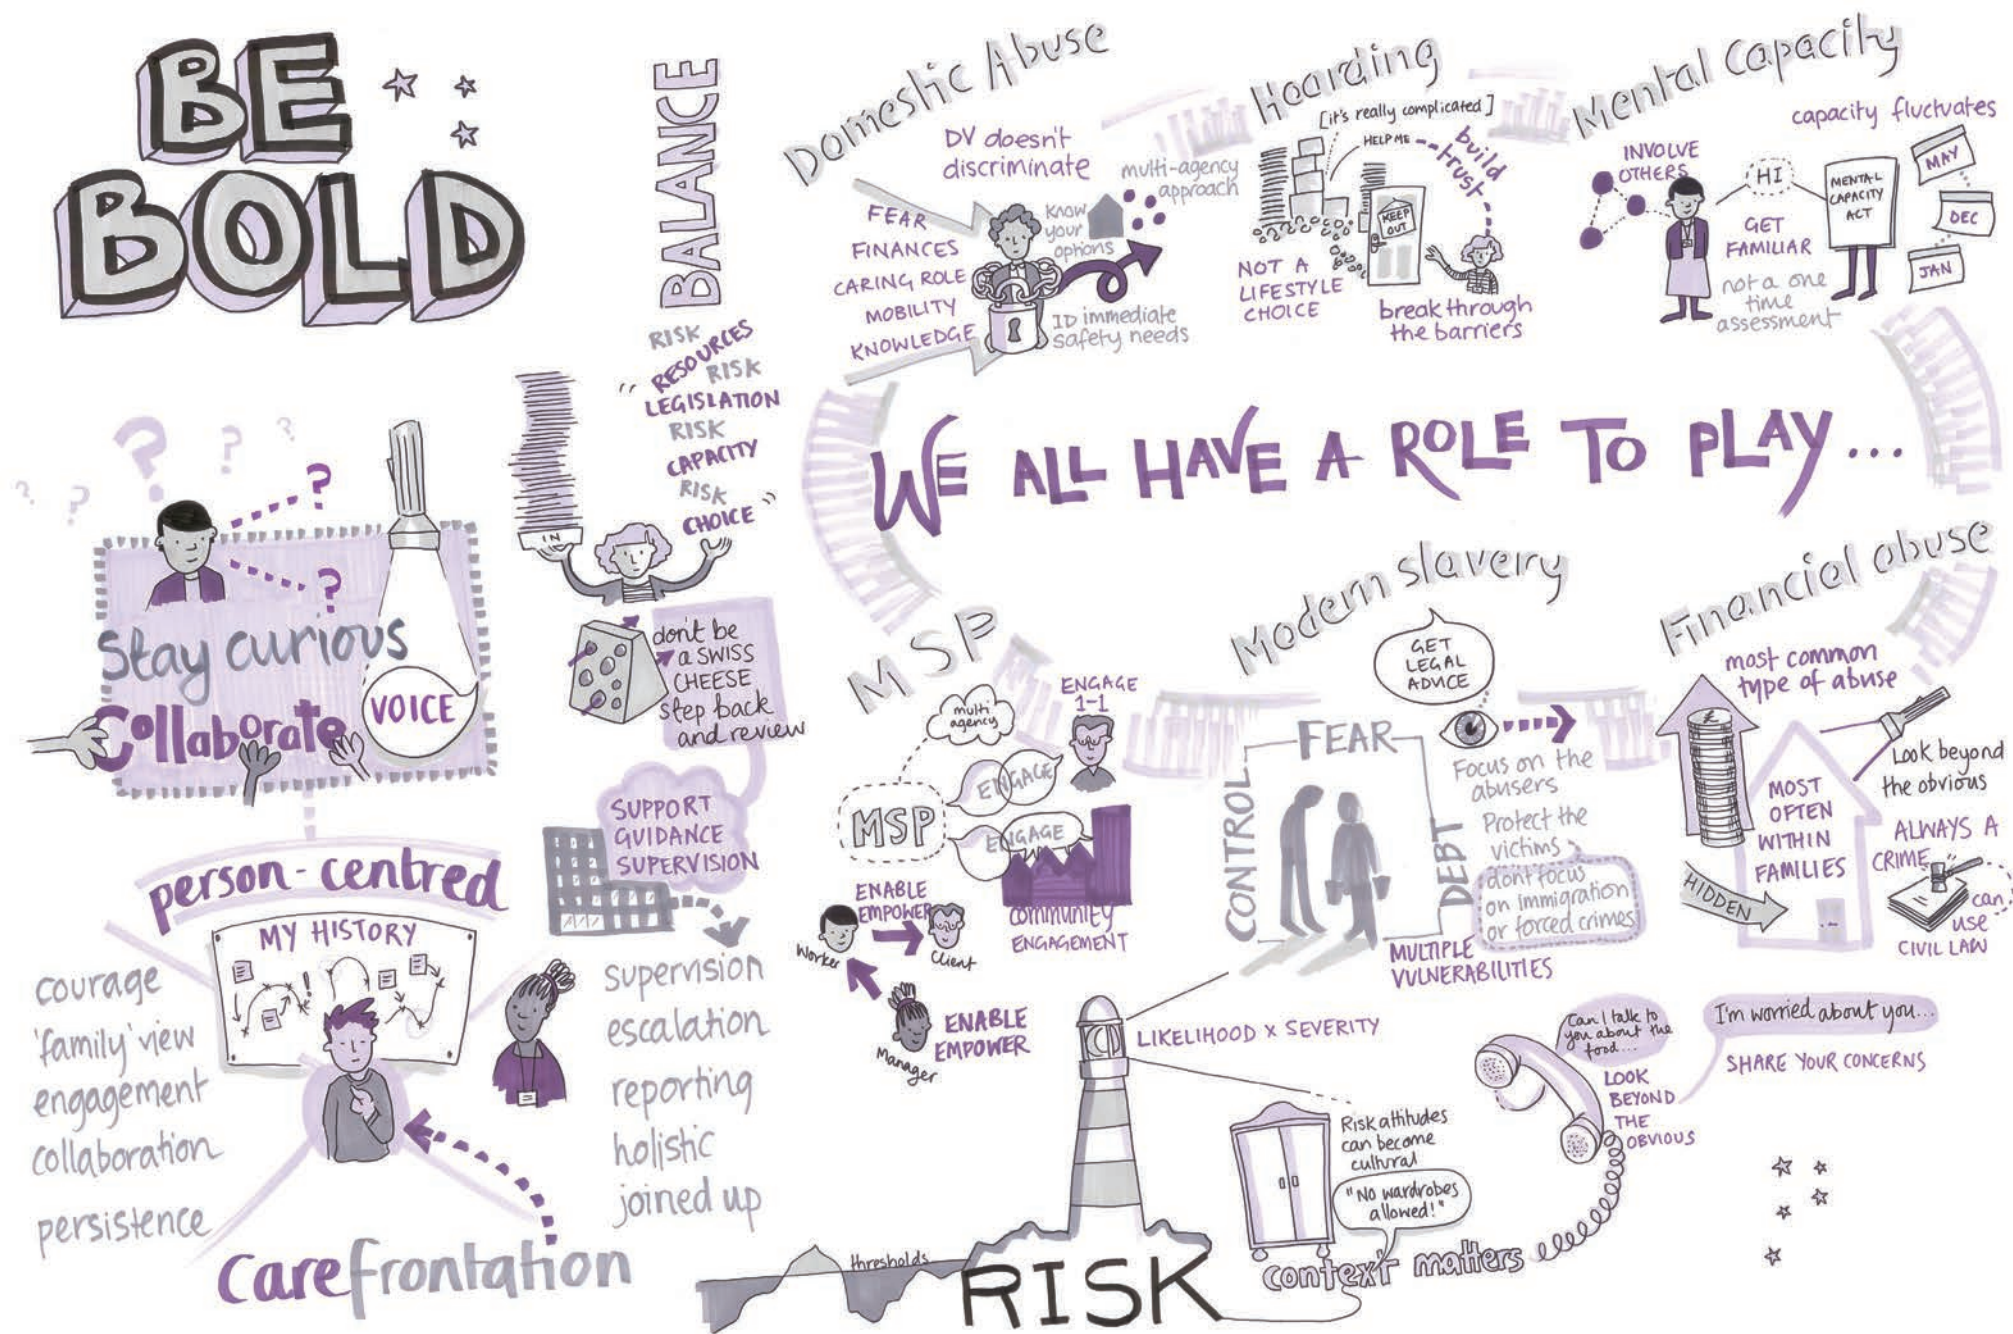 BE
BOLD
BALANCE
RISK
"RESOURCES
RISK
LEGISLATION
RISK
CAPACITY
RISK
CHOICE"
IN
don't be
a SWISS
CHEESE
step back
and review
SUPPORT
GUIDANCE
SUPERVISION
supervision
escalation
reporting
holistic
joined up
? ? ? ? ?
?
?
Stay curious
Collaborate
VOICE
person-centred
MY HISTORY
!
courage
'family' view
engagement
collaboration
persistence
carefrontation
Domestic Abuse
DV doesn't
discriminate
FEAR
FINANCES
CARING ROLE
MOBILITY
KNOWLEDGE
KNOW
your
options
multi-agency
approach
ID immediate
safety needs
Hoarding
[it's really complicated]
HELP ME
build
trust
KEEP
OUT
NOT A
LIFESTYLE
CHOICE
break through
the barriers
Mental Capacity
capacity fluctuates
INVOLVE
OTHERS
HI
GET
FAMILIAR
not a one
time
assessment
MENTAL
CAPACITY
ACT
MAY
DEC
JAN
WE ALL HAVE A ROLE TO PLAY...
MSP
multi
agency
ENGAGE
1-1
ENGAGE
MSP
ENGAGE
community
ENGAGEMENT
ENABLE
EMPOWER
Worker
Client
Manager
ENABLE
EMPOWER
Modern slavery
GET
LEGAL
ADVICE
FEAR
CONTROL
DEBT
Focus on the
abusers
Protect the
victims
dont focus
on immigration
or forced crimes
MULTIPLE
VULNERABILITIES
Financial abuse
most common
type of abuse
£
MOST
OFTEN
WITHIN
FAMILIES
HIDDEN
Look beyond
the obvious
ALWAYS A
CRIME
can
use
CIVIL LAW
LIKELIHOOD X SEVERITY
Risk attitudes
can become
cultural
"No wardrobes
allowed!"
context matters
thresholds
RISK
Can I talk to
you about the
food...
LOOK
BEYOND
THE
OBVIOUS
I'm worried about you...
SHARE YOUR CONCERNS